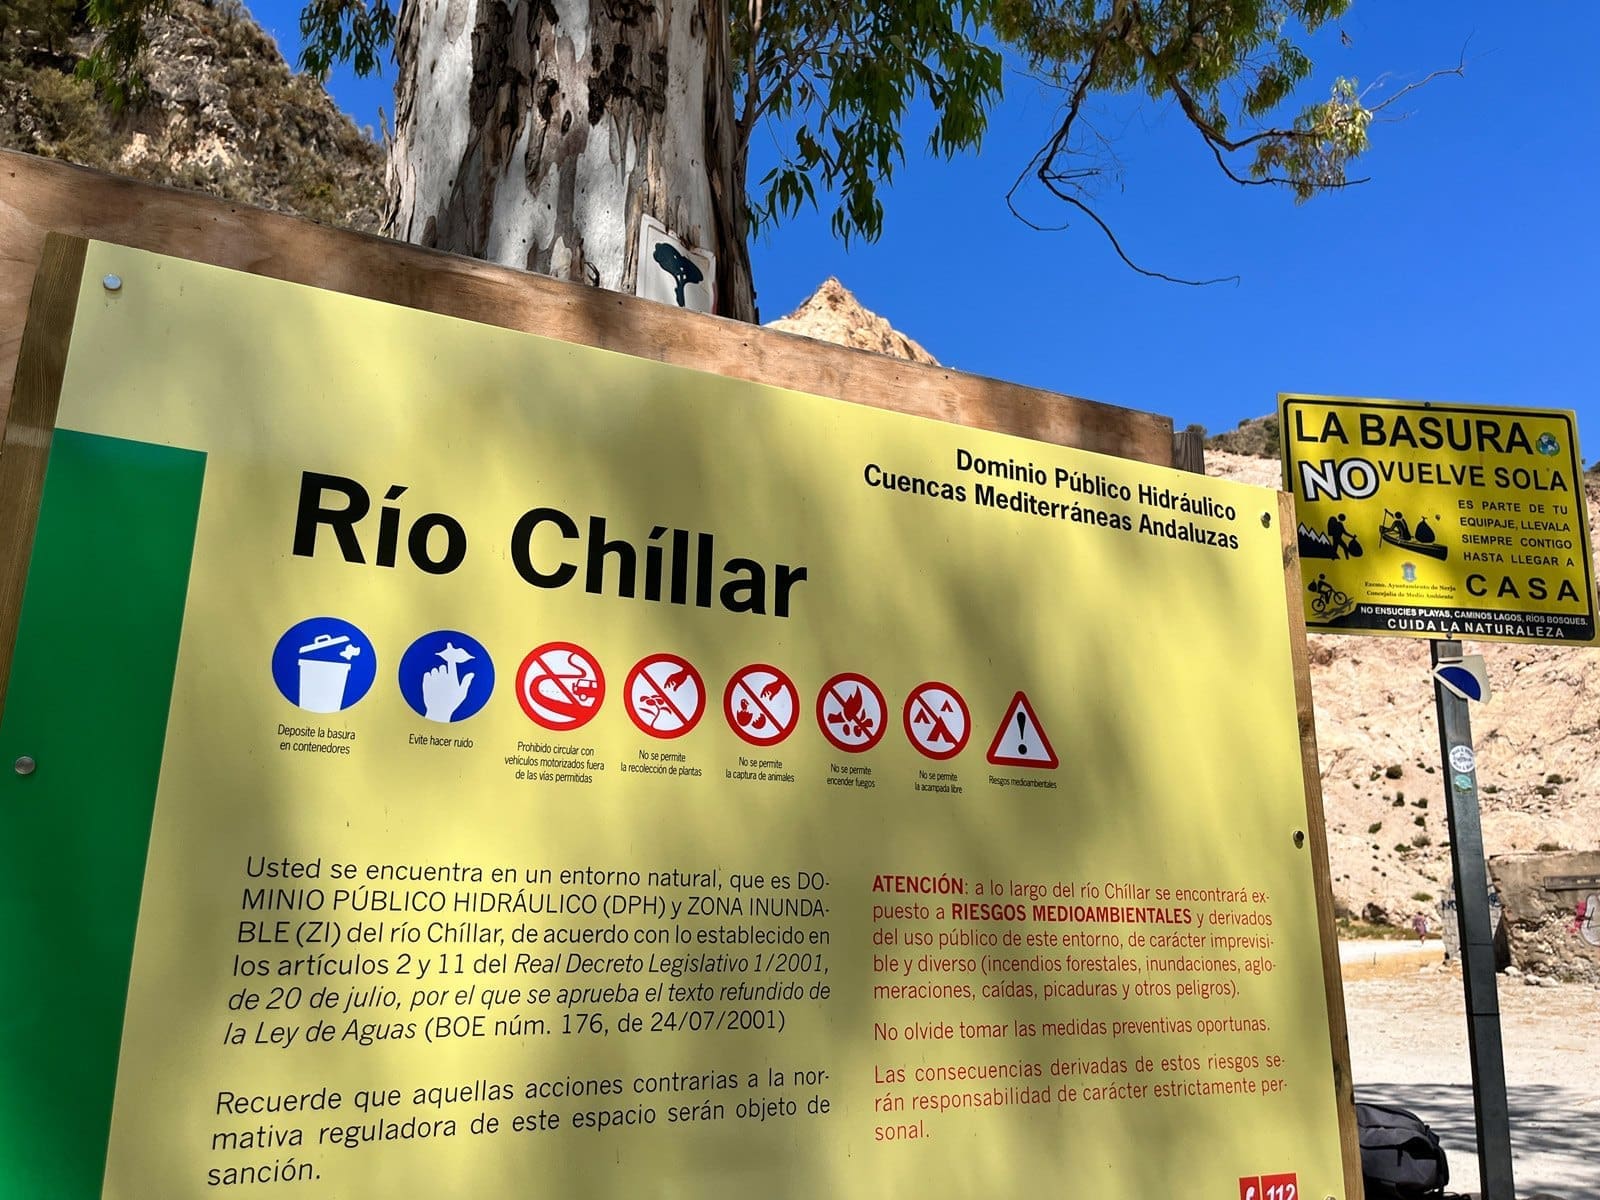 Río Chíllar
Dominio Público Hidráulico
Cuencas Mediterráneas Andaluzas
Deposite la basura
en contenedores
Evite hacer ruido
Prohibido circular con
vehículos motorizados fuera
de las vías permitidas
No se permite
la recolección de plantas
No se permite
la captura de animales
No se permite
encender fuegos
No se permite
la acampada libre
Riesgos medioambientales
Usted se encuentra en un entorno natural, que es DO-
MINIO PÚBLICO HIDRÁULICO (DPH) y ZONA INUNDA-
BLE (ZI) del río Chíllar, de acuerdo con lo establecido en
los artículos 2 y 11 del Real Decreto Legislativo 1/2001,
de 20 de julio, por el que se aprueba el texto refundido de
la Ley de Aguas (BOE núm. 176, de 24/07/2001)
Recuerde que aquellas acciones contrarias a la nor-
mativa reguladora de este espacio serán objeto de
sanción.
ATENCIÓN: a lo largo del río Chíllar se encontrará ex-
puesto a RIESGOS MEDIOAMBIENTALES y derivados
del uso público de este entorno, de carácter imprevisi-
ble y diverso (incendios forestales, inundaciones, aglo-
meraciones, caídas, picaduras y otros peligros).
No olvide tomar las medidas preventivas oportunas.
Las consecuencias derivadas de estos riesgos se-
rán responsabilidad de carácter estrictamente per-
sonal.
112
LA BASURA
NO VUELVE SOLA
ES PARTE DE TU
EQUIPAJE, LLEVALA
SIEMPRE CONTIGO
HASTA LLEGAR A
CASA
Excmo. Ayuntamiento de Nerja
Concejalía de Medio Ambiente
NO ENSUCIES PLAYAS, CAMINOS LAGOS, RIOS BOSQUES.
CUIDA LA NATURALEZA